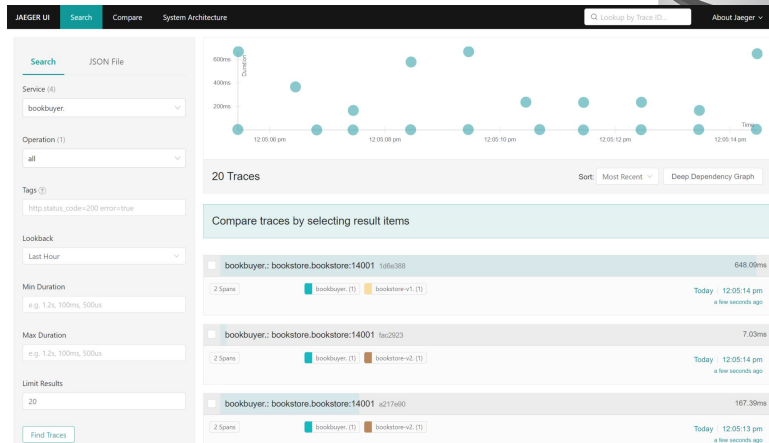 JAEGER UI Search Compare System Architecture Lookup by Trace ID... About Jaeger
Search JSON File
Service (4)
bookbuyer.
Operation (1)
all
Tags
http.status_code=200 error=true
Lookback
Last Hour
Min Duration
e.g. 1.2s, 100ms, 500us
Max Duration
e.g. 1.2s, 100ms, 500us
Limit Results
20
Find Traces
Duration
600ms
400ms
200ms
Time
12:05:06 pm 12:05:08 pm 12:05:10 pm 12:05:12 pm 12:05:14 pm
20 Traces Sort: Most Recent Deep Dependency Graph
Compare traces by selecting result items
bookbuyer.: bookstore.bookstore:14001 1d6e388 648.09ms
2 Spans bookbuyer. (1) bookstore-v1. (1) Today 12:05:14 pm
a few seconds ago
bookbuyer.: bookstore.bookstore:14001 fac2923 7.03ms
2 Spans bookbuyer. (1) bookstore-v2. (1) Today 12:05:14 pm
a few seconds ago
bookbuyer.: bookstore.bookstore:14001 a217e90 167.39ms
2 Spans bookbuyer. (1) bookstore-v2. (1) Today 12:05:13 pm
a few seconds ago